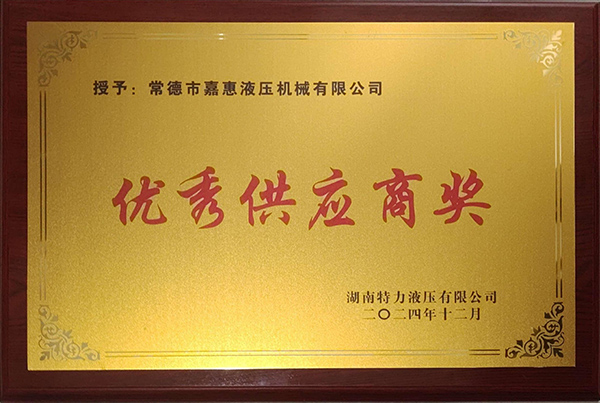 授予：常德市嘉惠液压机械有限公司
优秀供应商奖
湖南特力液压有限公司
二〇二四年十二月